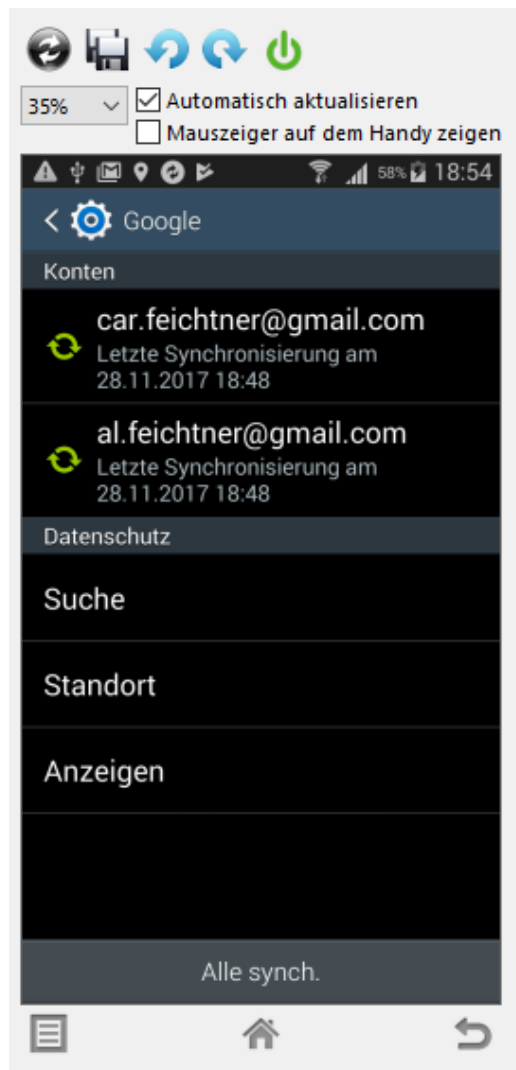 35%
Automatisch aktualisieren
Mauszeiger auf dem Handy zeigen
58% 18:54
Google
Konten
car.feichtner@gmail.com
Letzte Synchronisierung am
28.11.2017 18:48
al.feichtner@gmail.com
Letzte Synchronisierung am
28.11.2017 18:48
Datenschutz
Suche
Standort
Anzeigen
Alle synch.